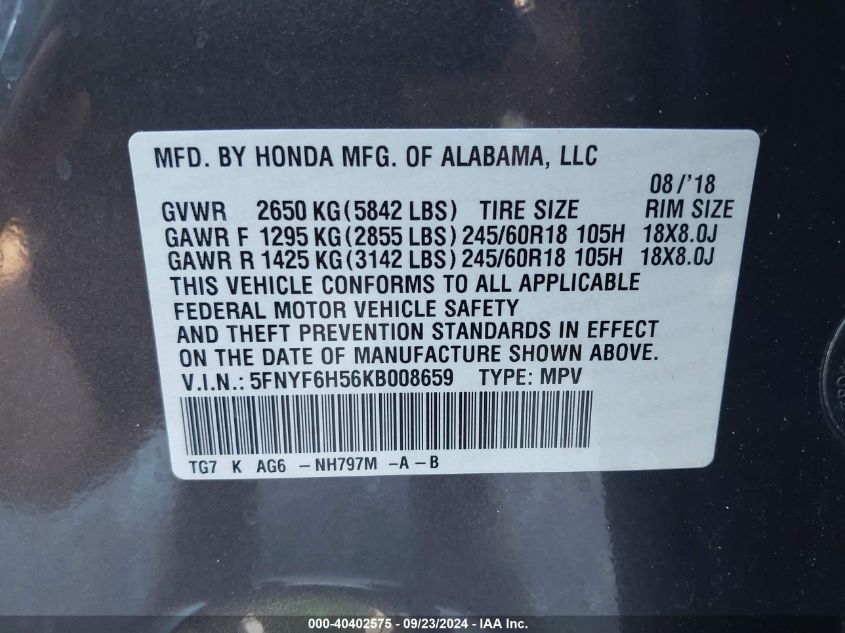 MFD. BY HONDA MFG. OF ALABAMA, LLC
08/'18
GVWR 2650 KG (5842 LBS) TIRE SIZE RIM SIZE
GAWR F 1295 KG (2855 LBS) 245/60R18 105H 18X8.0J
GAWR R 1425 KG (3142 LBS) 245/60R18 105H 18X8.0J
THIS VEHICLE CONFORMS TO ALL APPLICABLE
FEDERAL MOTOR VEHICLE SAFETY
AND THEFT PREVENTION STANDARDS IN EFFECT
ON THE DATE OF MANUFACTURE SHOWN ABOVE.
V.I.N.: 5FNYF6H56KB008659 TYPE: MPV
TG7 K AG6 -NH797M -A-B
000-40402575 - 09/23/2024 - IAA Inc.